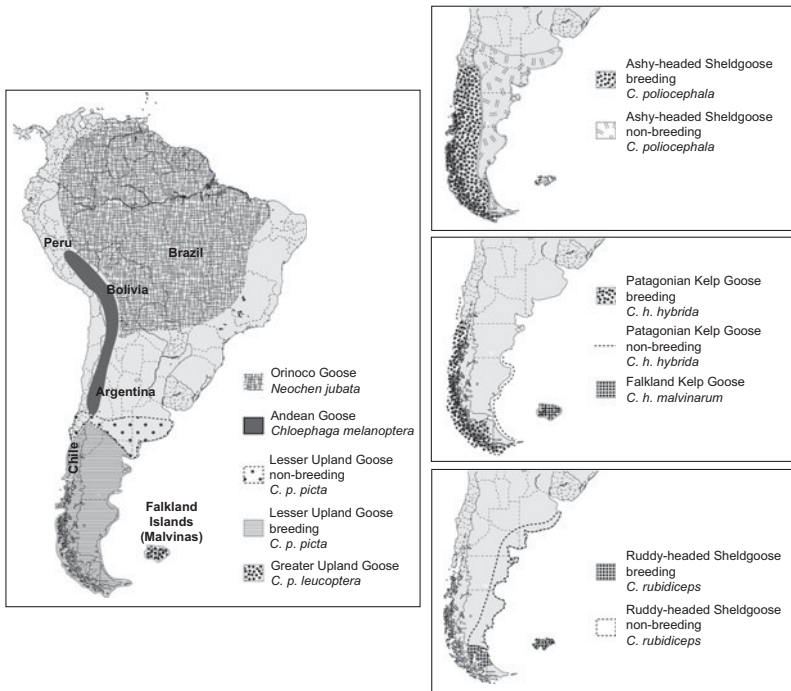 Peru
Brazil
Bolivia
Argentina
Chile
Falkland
Islands
(Malvinas)
Orinoco Goose
Neochen jubata
Andean Goose
Chloephaga melanoptera
Lesser Upland Goose
non-breeding
C. p. picta
Lesser Upland Goose
breeding
C. p. picta
Greater Upland Goose
C. p. leucoptera
Ashy-headed Sheldgoose
breeding
C. poliocephala
Ashy-headed Sheldgoose
non-breeding
C. poliocephala
Patagonian Kelp Goose
breeding
C. h. hybrida
Patagonian Kelp Goose
non-breeding
C. h. hybrida
Falkland Kelp Goose
C. h. malvinarum
Ruddy-headed Sheldgoose
breeding
C. rubidiceps
Ruddy-headed Sheldgoose
non-breeding
C. rubidiceps